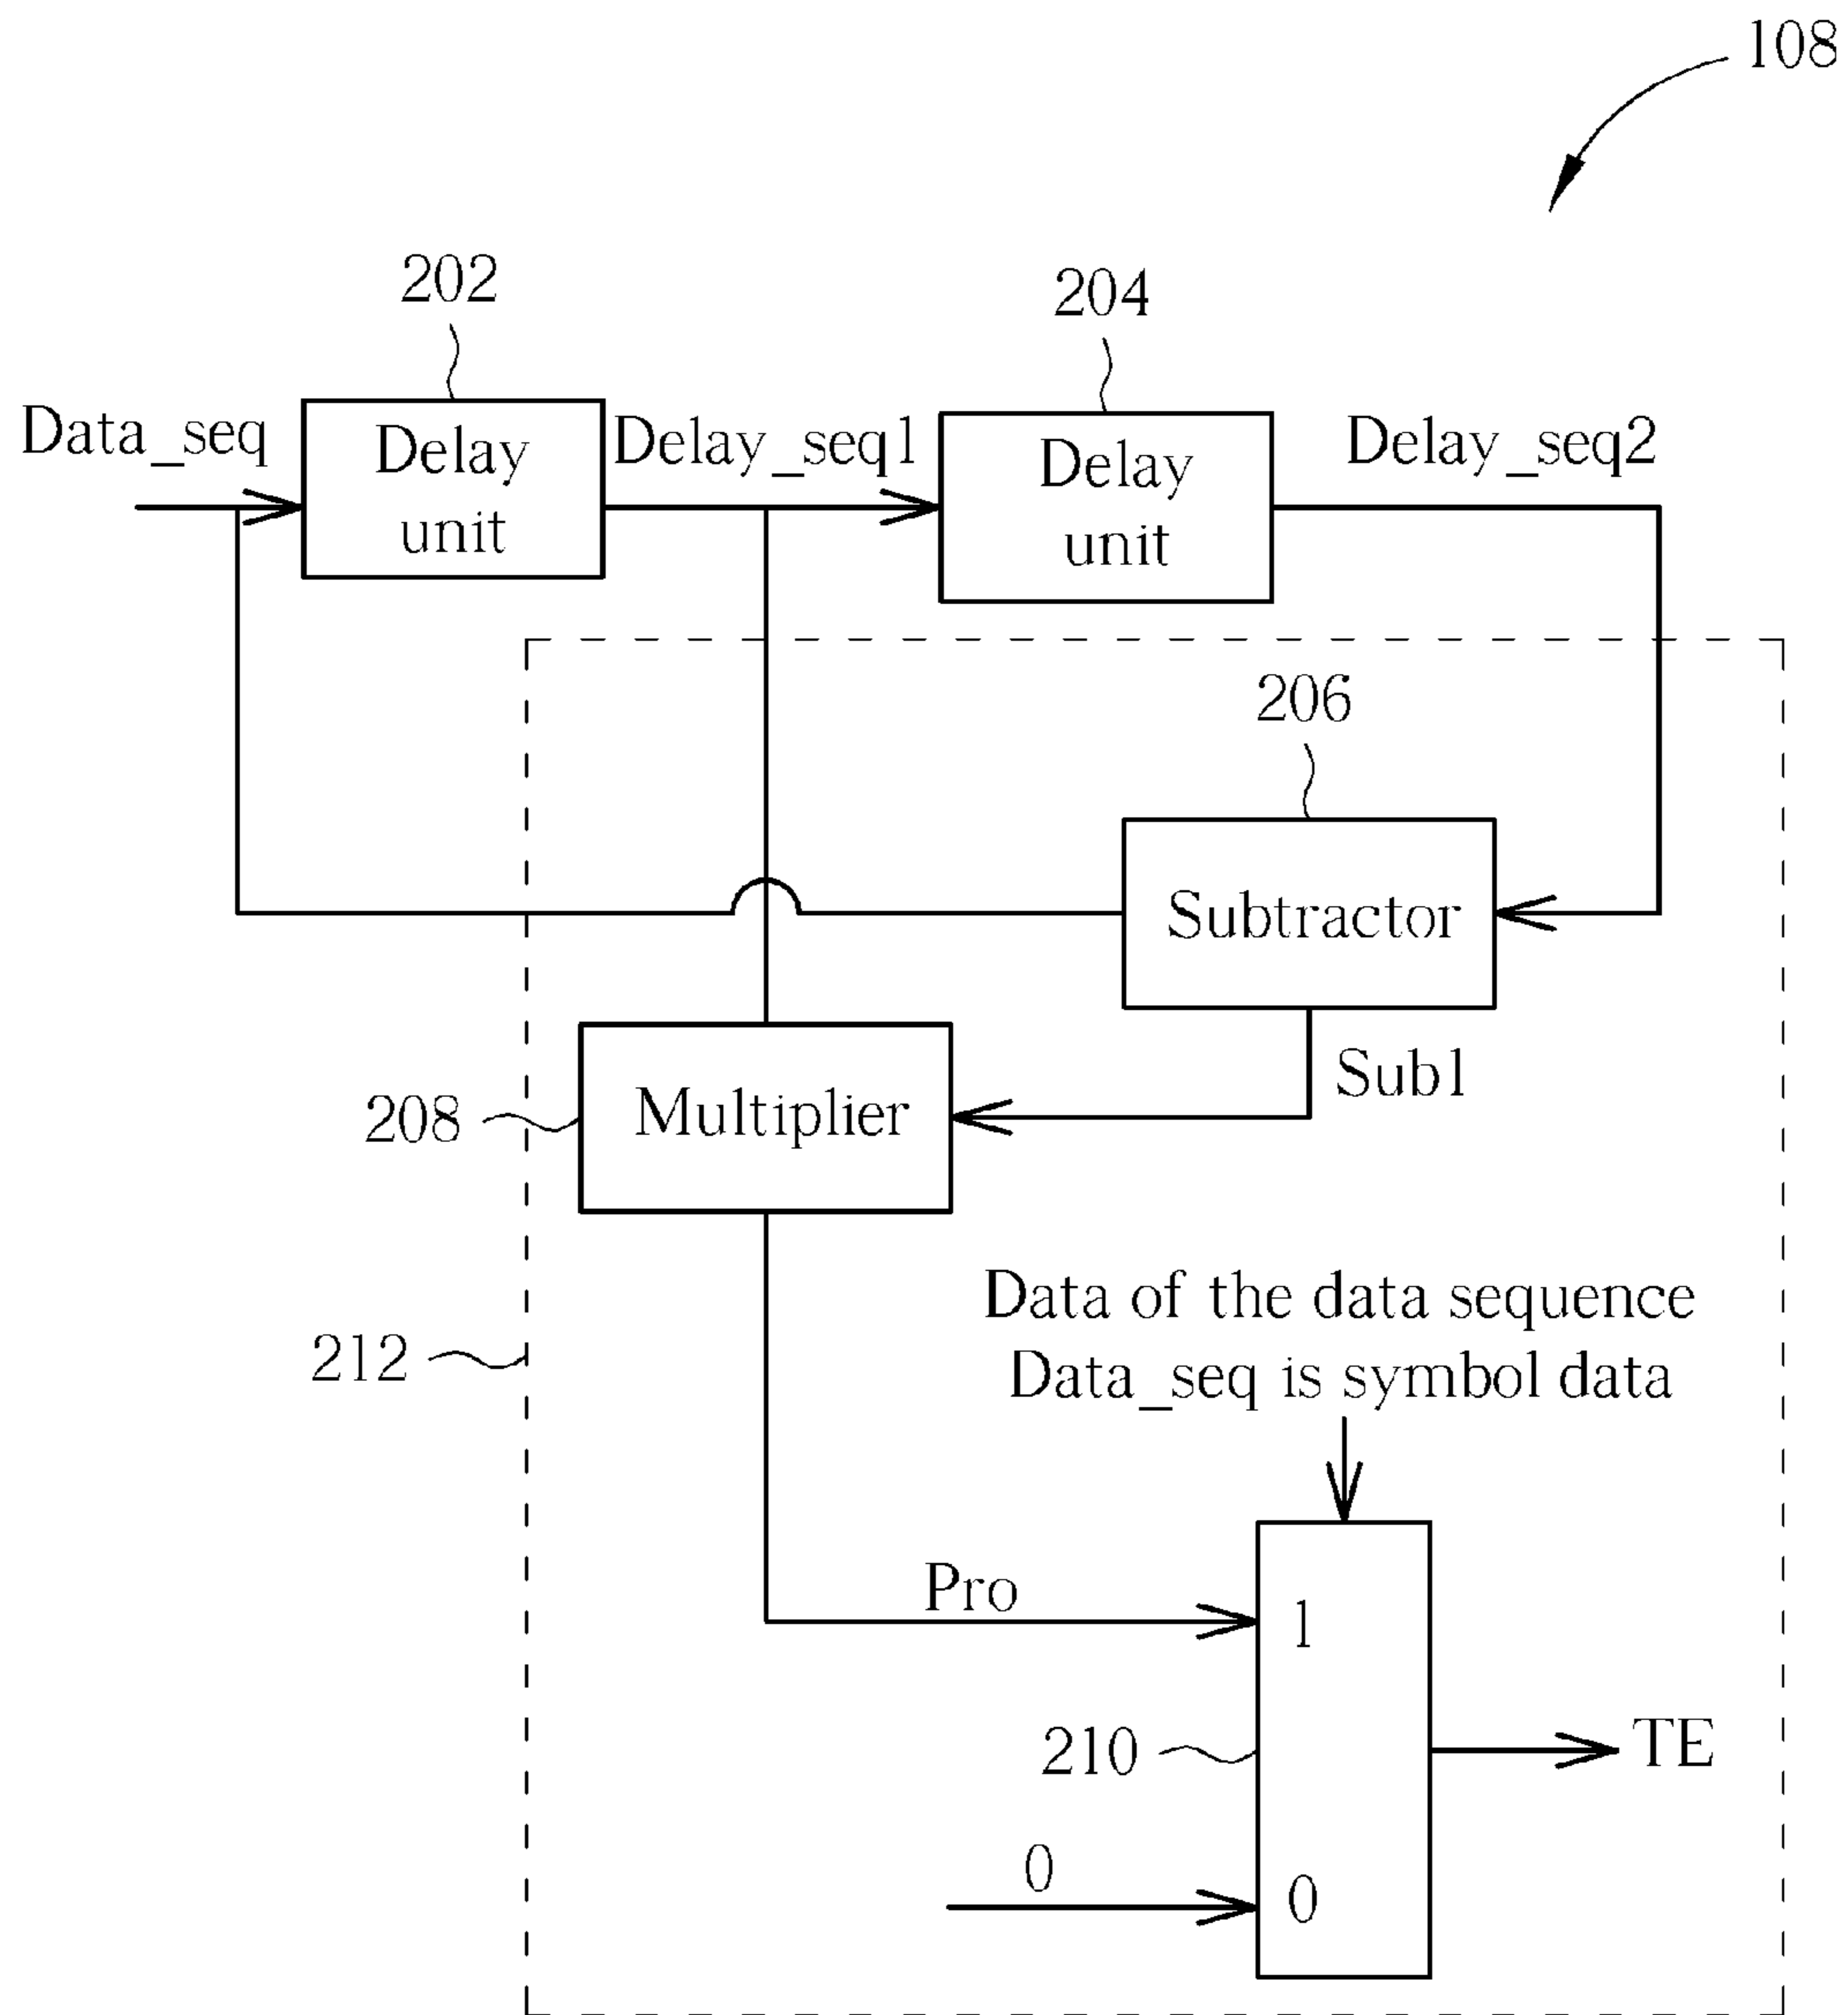 108
202
204
Data_seq
Delay
unit
Delay_seq1
Delay
unit
Delay_seq2
206
Subtractor
Sub1
208
Multiplier
212
Data of the data sequence
Data_seq is symbol data
Pro
1
210
TE
0
0